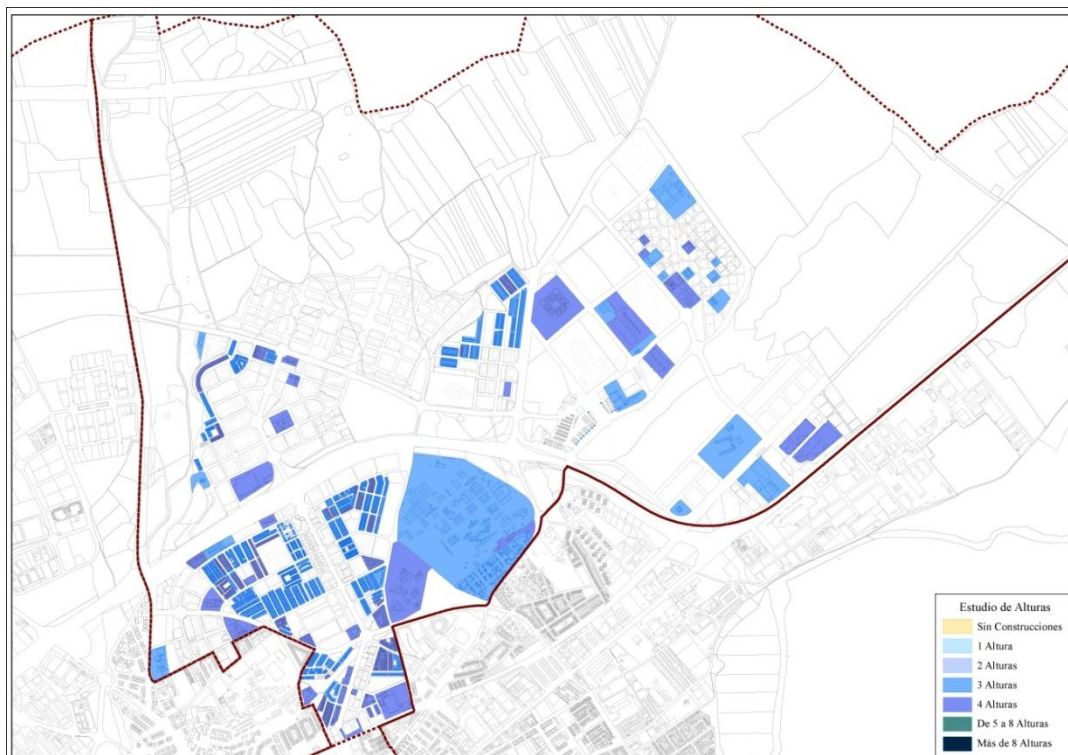 Estudio de Alturas
Sin Construcciones
1 Altura
2 Alturas
3 Alturas
4 Alturas
De 5 a 8 Alturas
Más de 8 Alturas